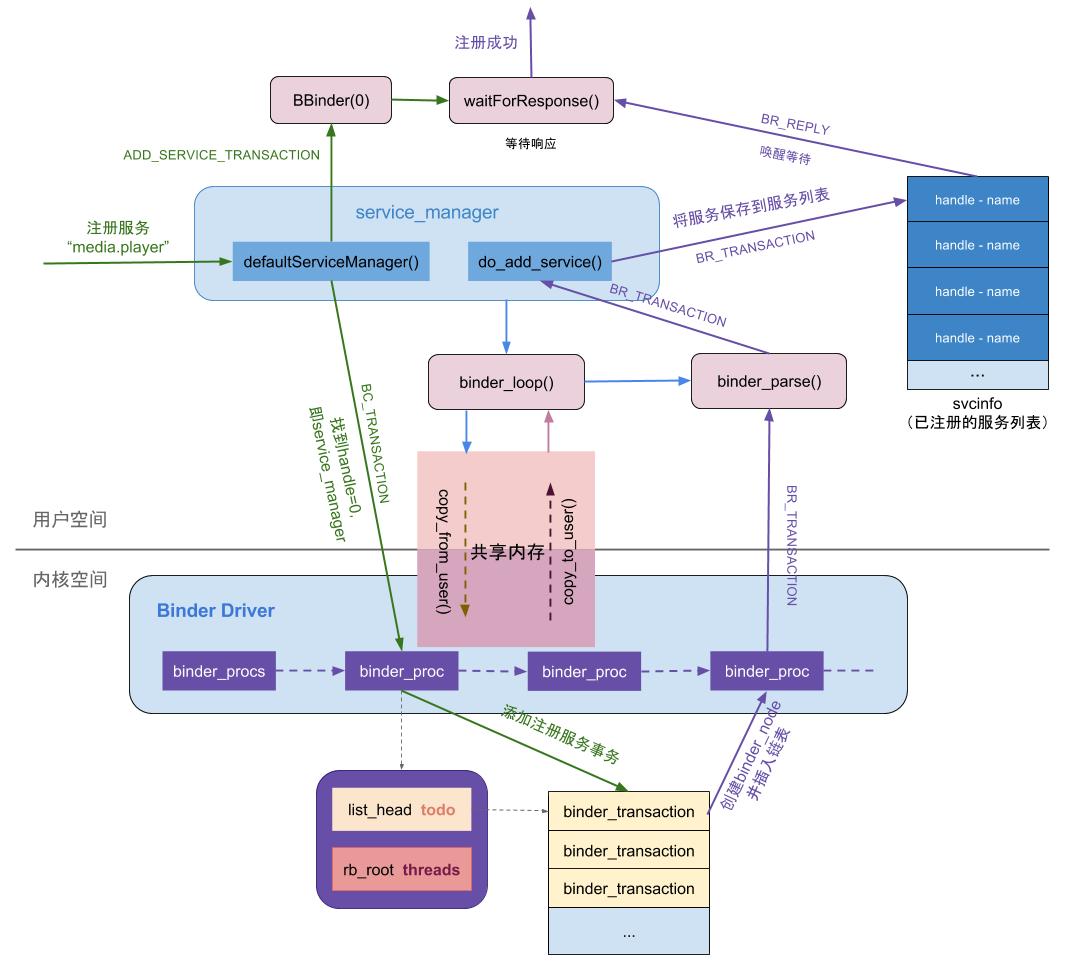 注册成功
BBinder(0)
waitForResponse()
等待响应
BR_REPLY
唤醒等待
ADD_SERVICE_TRANSACTION
service_manager
注册服务
“media.player”
defaultServiceManager()
do_add_service()
将服务保存到服务列表
BR_TRANSACTION
handle - name
handle - name
handle - name
handle - name
...
svcinfo
（已注册的服务列表）
BR_TRANSACTION
binder_loop()
binder_parse()
BC_TRANSACTION
找到handle=0,
即service_manager
copy_from_user()
共享内存
copy_to_user()
BR_TRANSACTION
用户空间
内核空间
Binder Driver
binder_procs
binder_proc
binder_proc
binder_proc
添加注册服务事务
创建binder_node
并插入链表
list_head todo
rb_root threads
binder_transaction
binder_transaction
binder_transaction
...